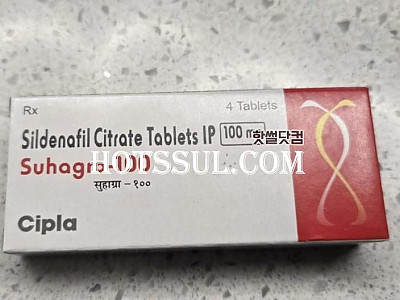 Rx
4 Tablets
Sildenafil Citrate Tablets IP 100 m
핫썰닷컴
Suhagra-100
HOTSSUL.COM
सुहाग्रा - १००
Cipla